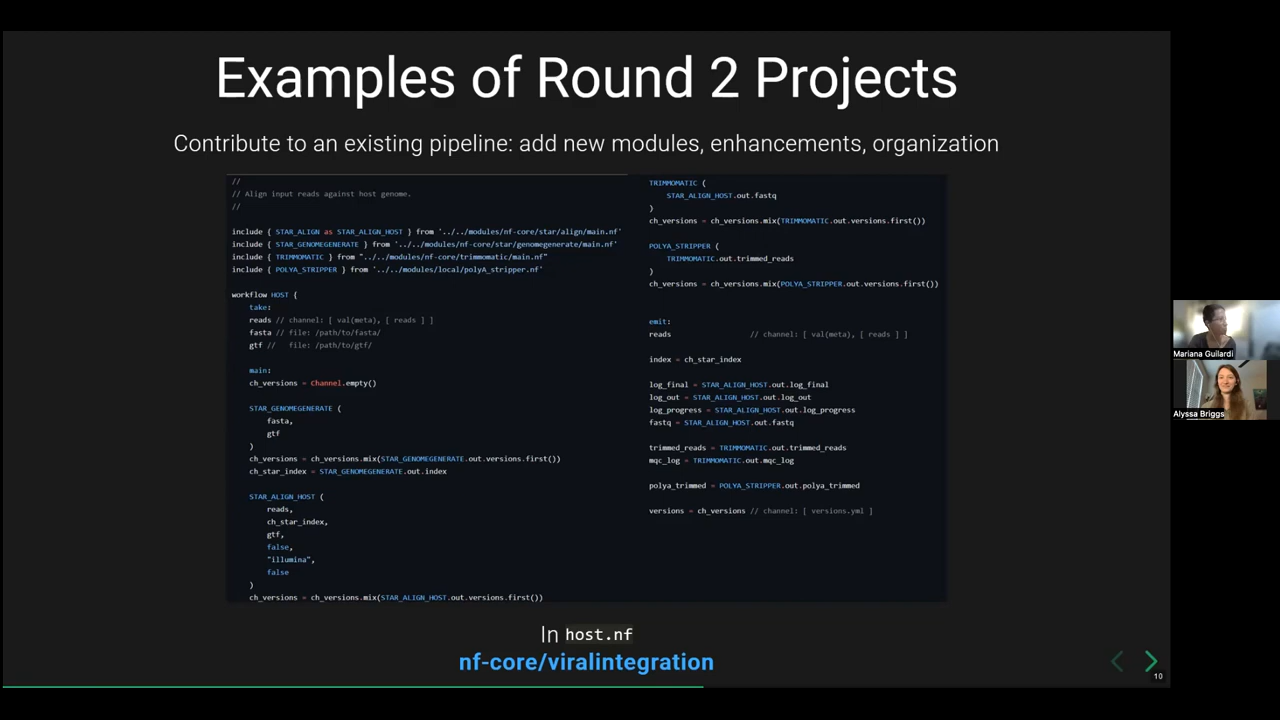 Examples of Round 2 Projects
Contribute to an existing pipeline: add new modules, enhancements, organization
//
// Align input reads against host genome.
//
include { STAR_ALIGN as STAR_ALIGN_HOST } from '../../modules/nf-core/star/align/main.nf'
include { STAR_GENOMEGENERATE } from '../../modules/nf-core/star/genomegenerate/main.nf'
include { TRIMMOMATIC } from "../../modules/nf-core/trimmomatic/main.nf"
include { POLYA_STRIPPER } from '../../modules/local/polyA_stripper.nf'
workflow HOST {
take:
reads // channel: [ val(meta), [ reads ] ]
fasta // file: /path/to/fasta/
gtf // file: /path/to/gtf/
main:
ch_versions = Channel.empty()
STAR_GENOMEGENERATE (
fasta,
gtf
)
ch_versions = ch_versions.mix(STAR_GENOMEGENERATE.out.versions.first())
ch_star_index = STAR_GENOMEGENERATE.out.index
STAR_ALIGN_HOST (
reads,
ch_star_index,
gtf,
false,
"illumina",
false
)
ch_versions = ch_versions.mix(STAR_ALIGN_HOST.out.versions.first())
TRIMMOMATIC (
STAR_ALIGN_HOST.out.fastq
)
ch_versions = ch_versions.mix(TRIMMOMATIC.out.versions.first())
POLYA_STRIPPER (
TRIMMOMATIC.out.trimmed_reads
)
ch_versions = ch_versions.mix(POLYA_STRIPPER.out.versions.first())
emit:
reads // channel: [ val(meta), [ reads ] ]
index = ch_star_index
log_final = STAR_ALIGN_HOST.out.log_final
log_out = STAR_ALIGN_HOST.out.log_out
log_progress = STAR_ALIGN_HOST.out.log_progress
fastq = STAR_ALIGN_HOST.out.fastq
trimmed_reads = TRIMMOMATIC.out.trimmed_reads
mqc_log = TRIMMOMATIC.out.mqc_log
polya_trimmed = POLYA_STRIPPER.out.polya_trimmed
versions = ch_versions // channel: [ versions.yml ]
In host.nf
nf-core/viralintegration
10
Mariana Guilardi
Alyssa Briggs